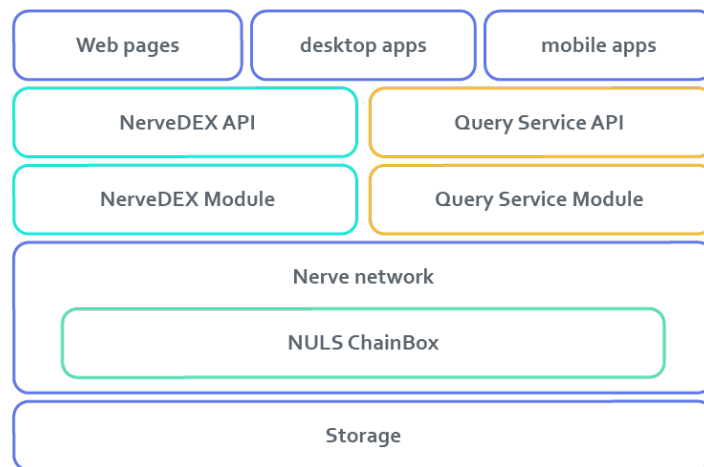 Web pages
desktop apps
mobile apps
NerveDEX API
Query Service API
NerveDEX Module
Query Service Module
Nerve network
NULS ChainBox
Storage